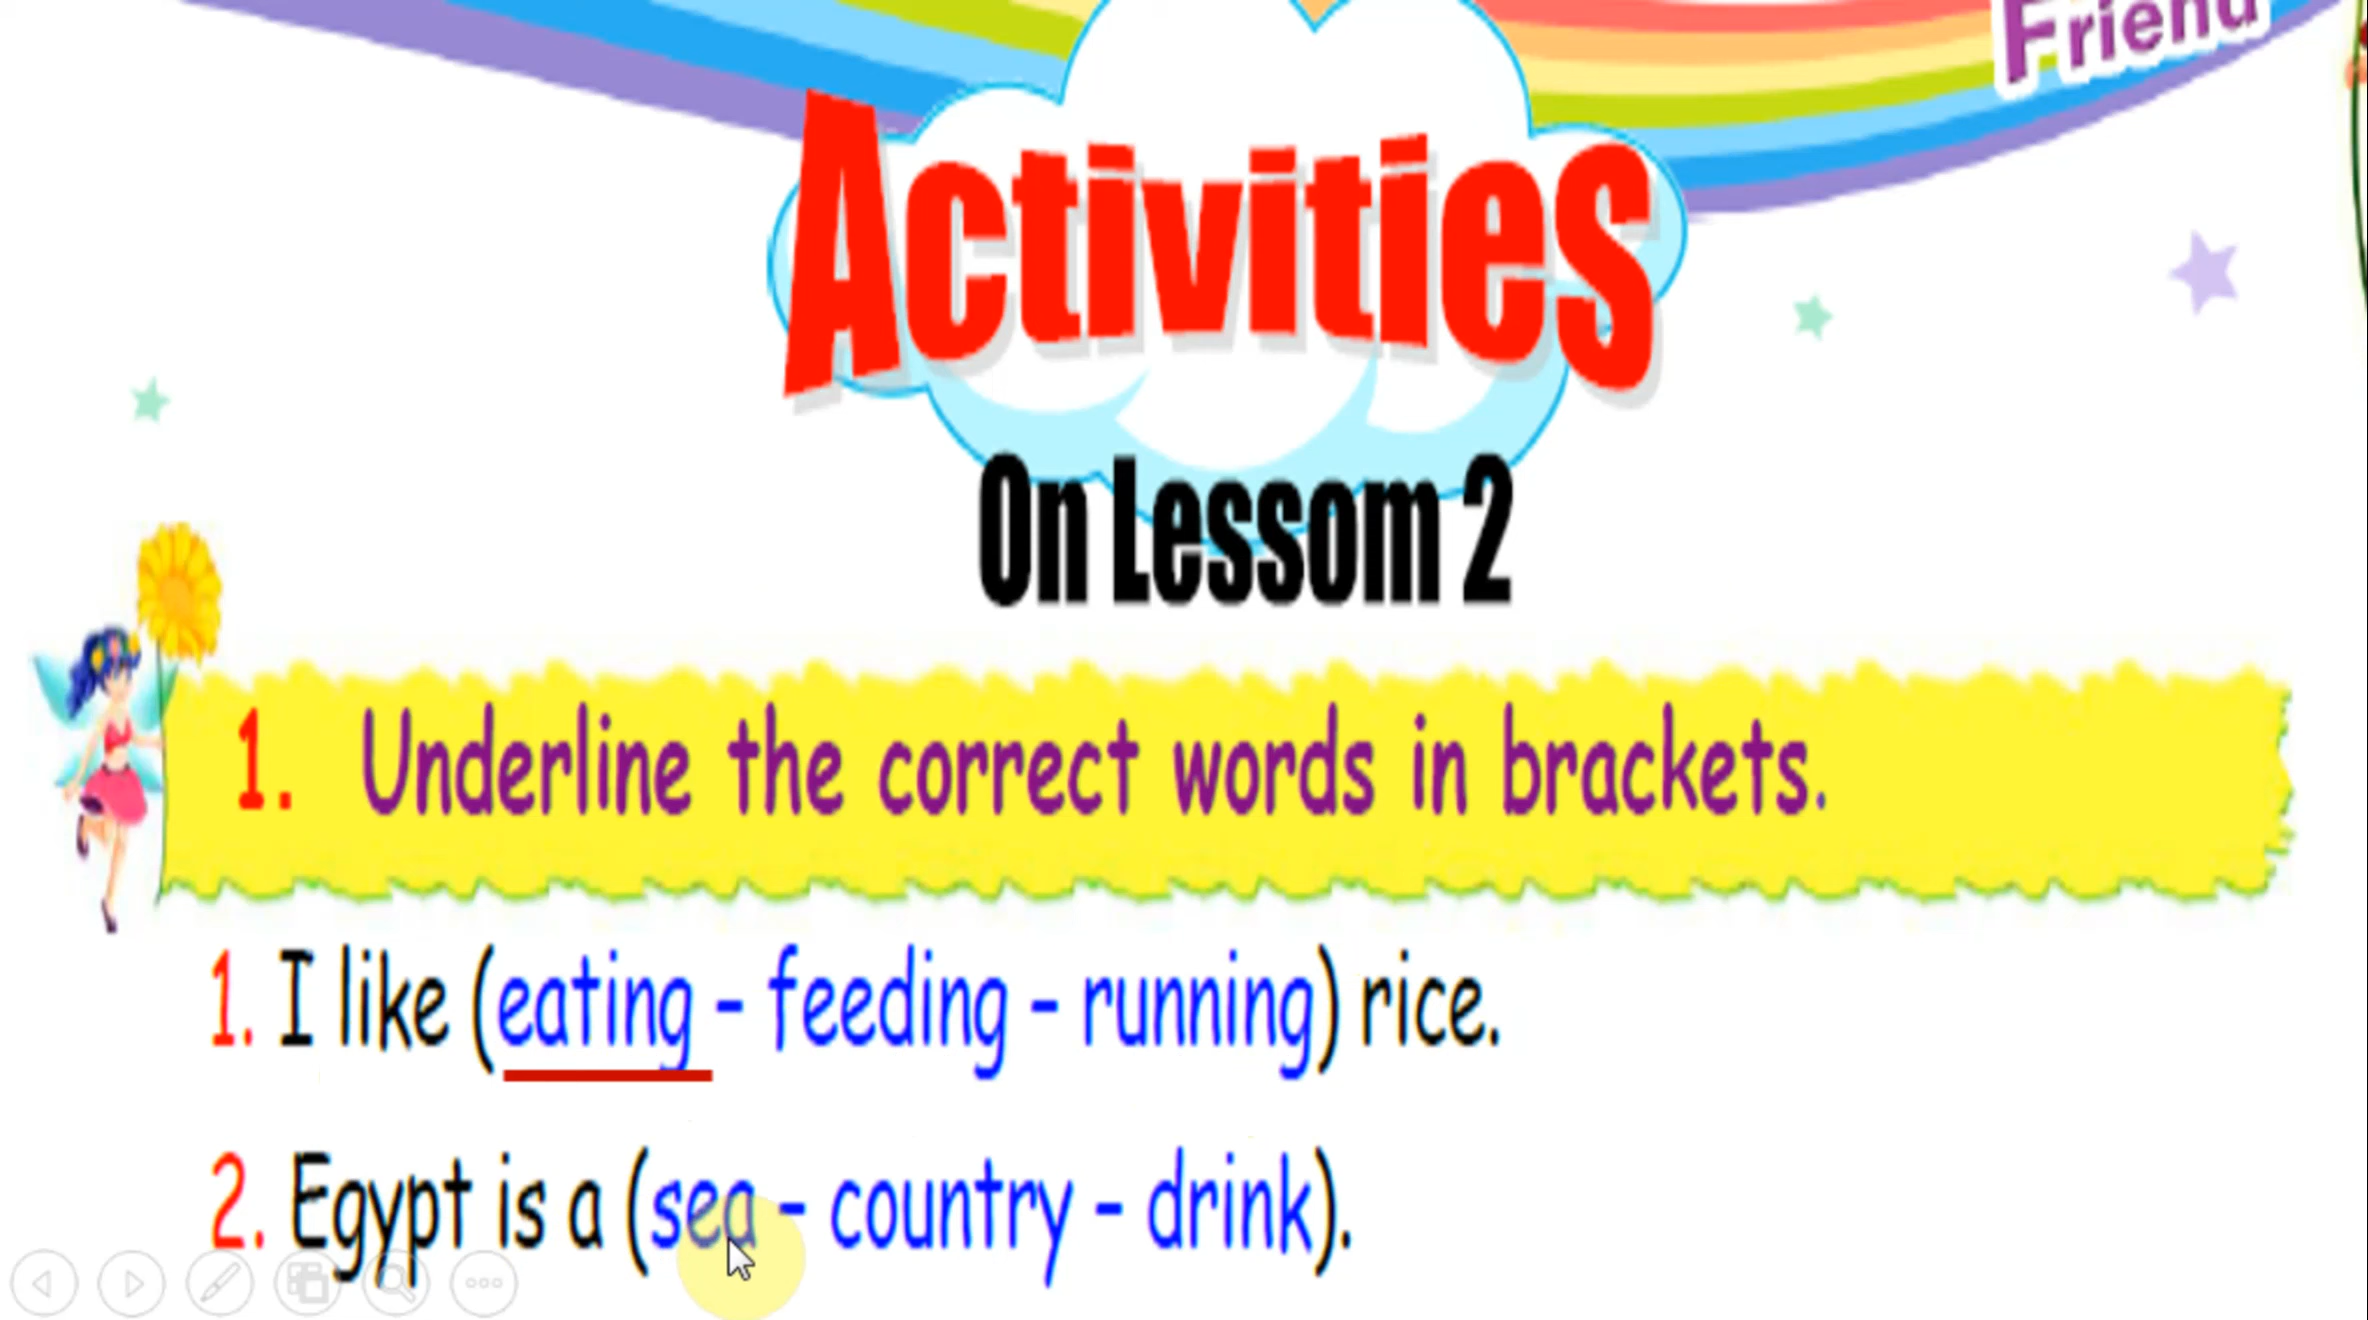 Friend
Activities
On Lessom 2
1. Underline the correct words in brackets.
1. I like (eating - feeding - running) rice.
2. Egypt is a (sea - country - drink).